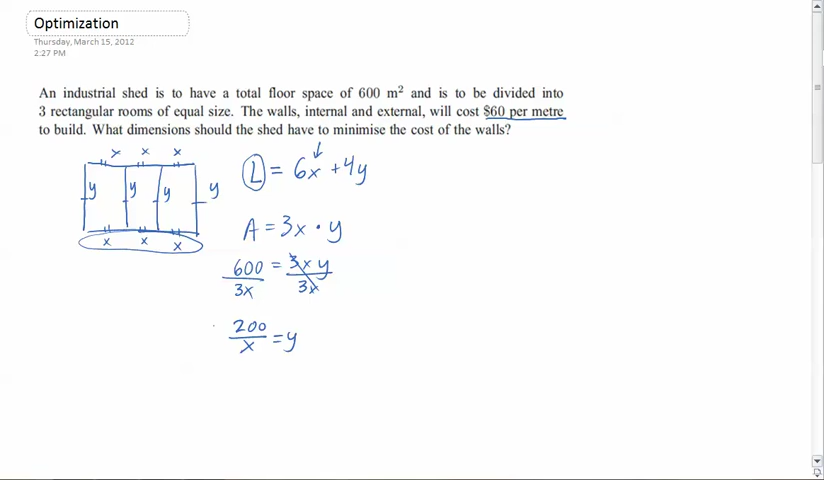 Optimization
Thursday, March 15, 2012
2:27 PM
An industrial shed is to have a total floor space of 600 m² and is to be divided into
3 rectangular rooms of equal size. The walls, internal and external, will cost $60 per metre
to build. What dimensions should the shed have to minimise the cost of the walls?
x x x
y y y y
x x x
L = 6x + 4y
A = 3x · y
600/3x = 3xy/3x
200/x = y